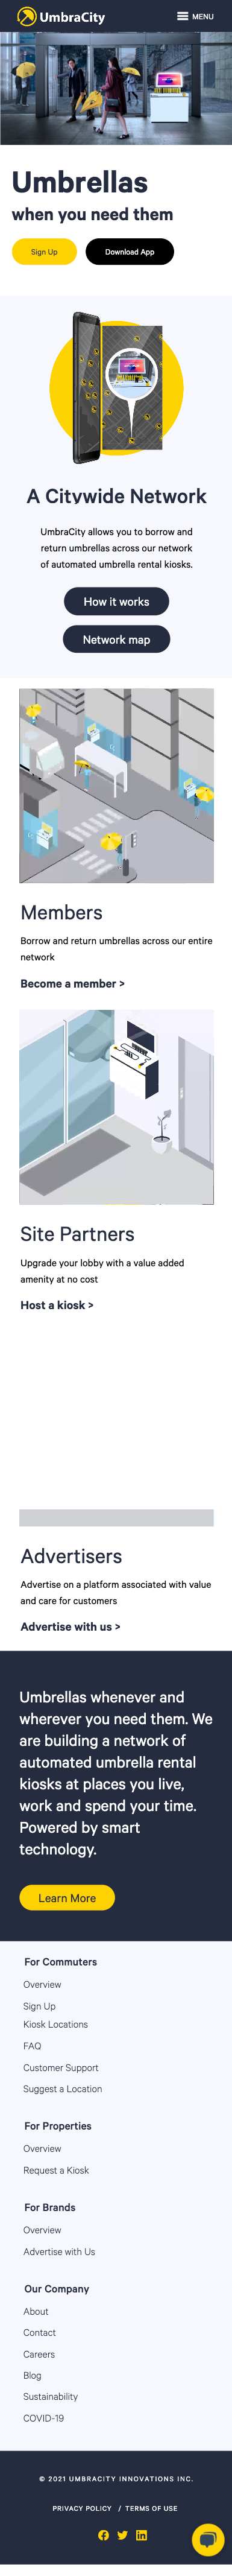 UmbraCity
MENU
Umbrellas
when you need them
Sign Up
Download App
A Citywide Network
UmbraCity allows you to borrow and
return umbrellas across our network
of automated umbrella rental kiosks.
How it works
Network map
Members
Borrow and return umbrellas across our entire
network
Become a member >
Site Partners
Upgrade your lobby with a value added
amenity at no cost
Host a kiosk >
Advertisers
Advertise on a platform associated with value
and care for customers
Advertise with us >
Umbrellas whenever and
wherever you need them. We
are building a network of
automated umbrella rental
kiosks at places you live,
work and spend your time.
Powered by smart
technology.
Learn More
For Commuters
Overview
Sign Up
Kiosk Locations
FAQ
Customer Support
Suggest a Location
For Properties
Overview
Request a Kiosk
For Brands
Overview
Advertise with Us
Our Company
About
Contact
Careers
Blog
Sustainability
COVID-19
© 2021 UMBRACITY INNOVATIONS INC.
PRIVACY POLICY / TERMS OF USE